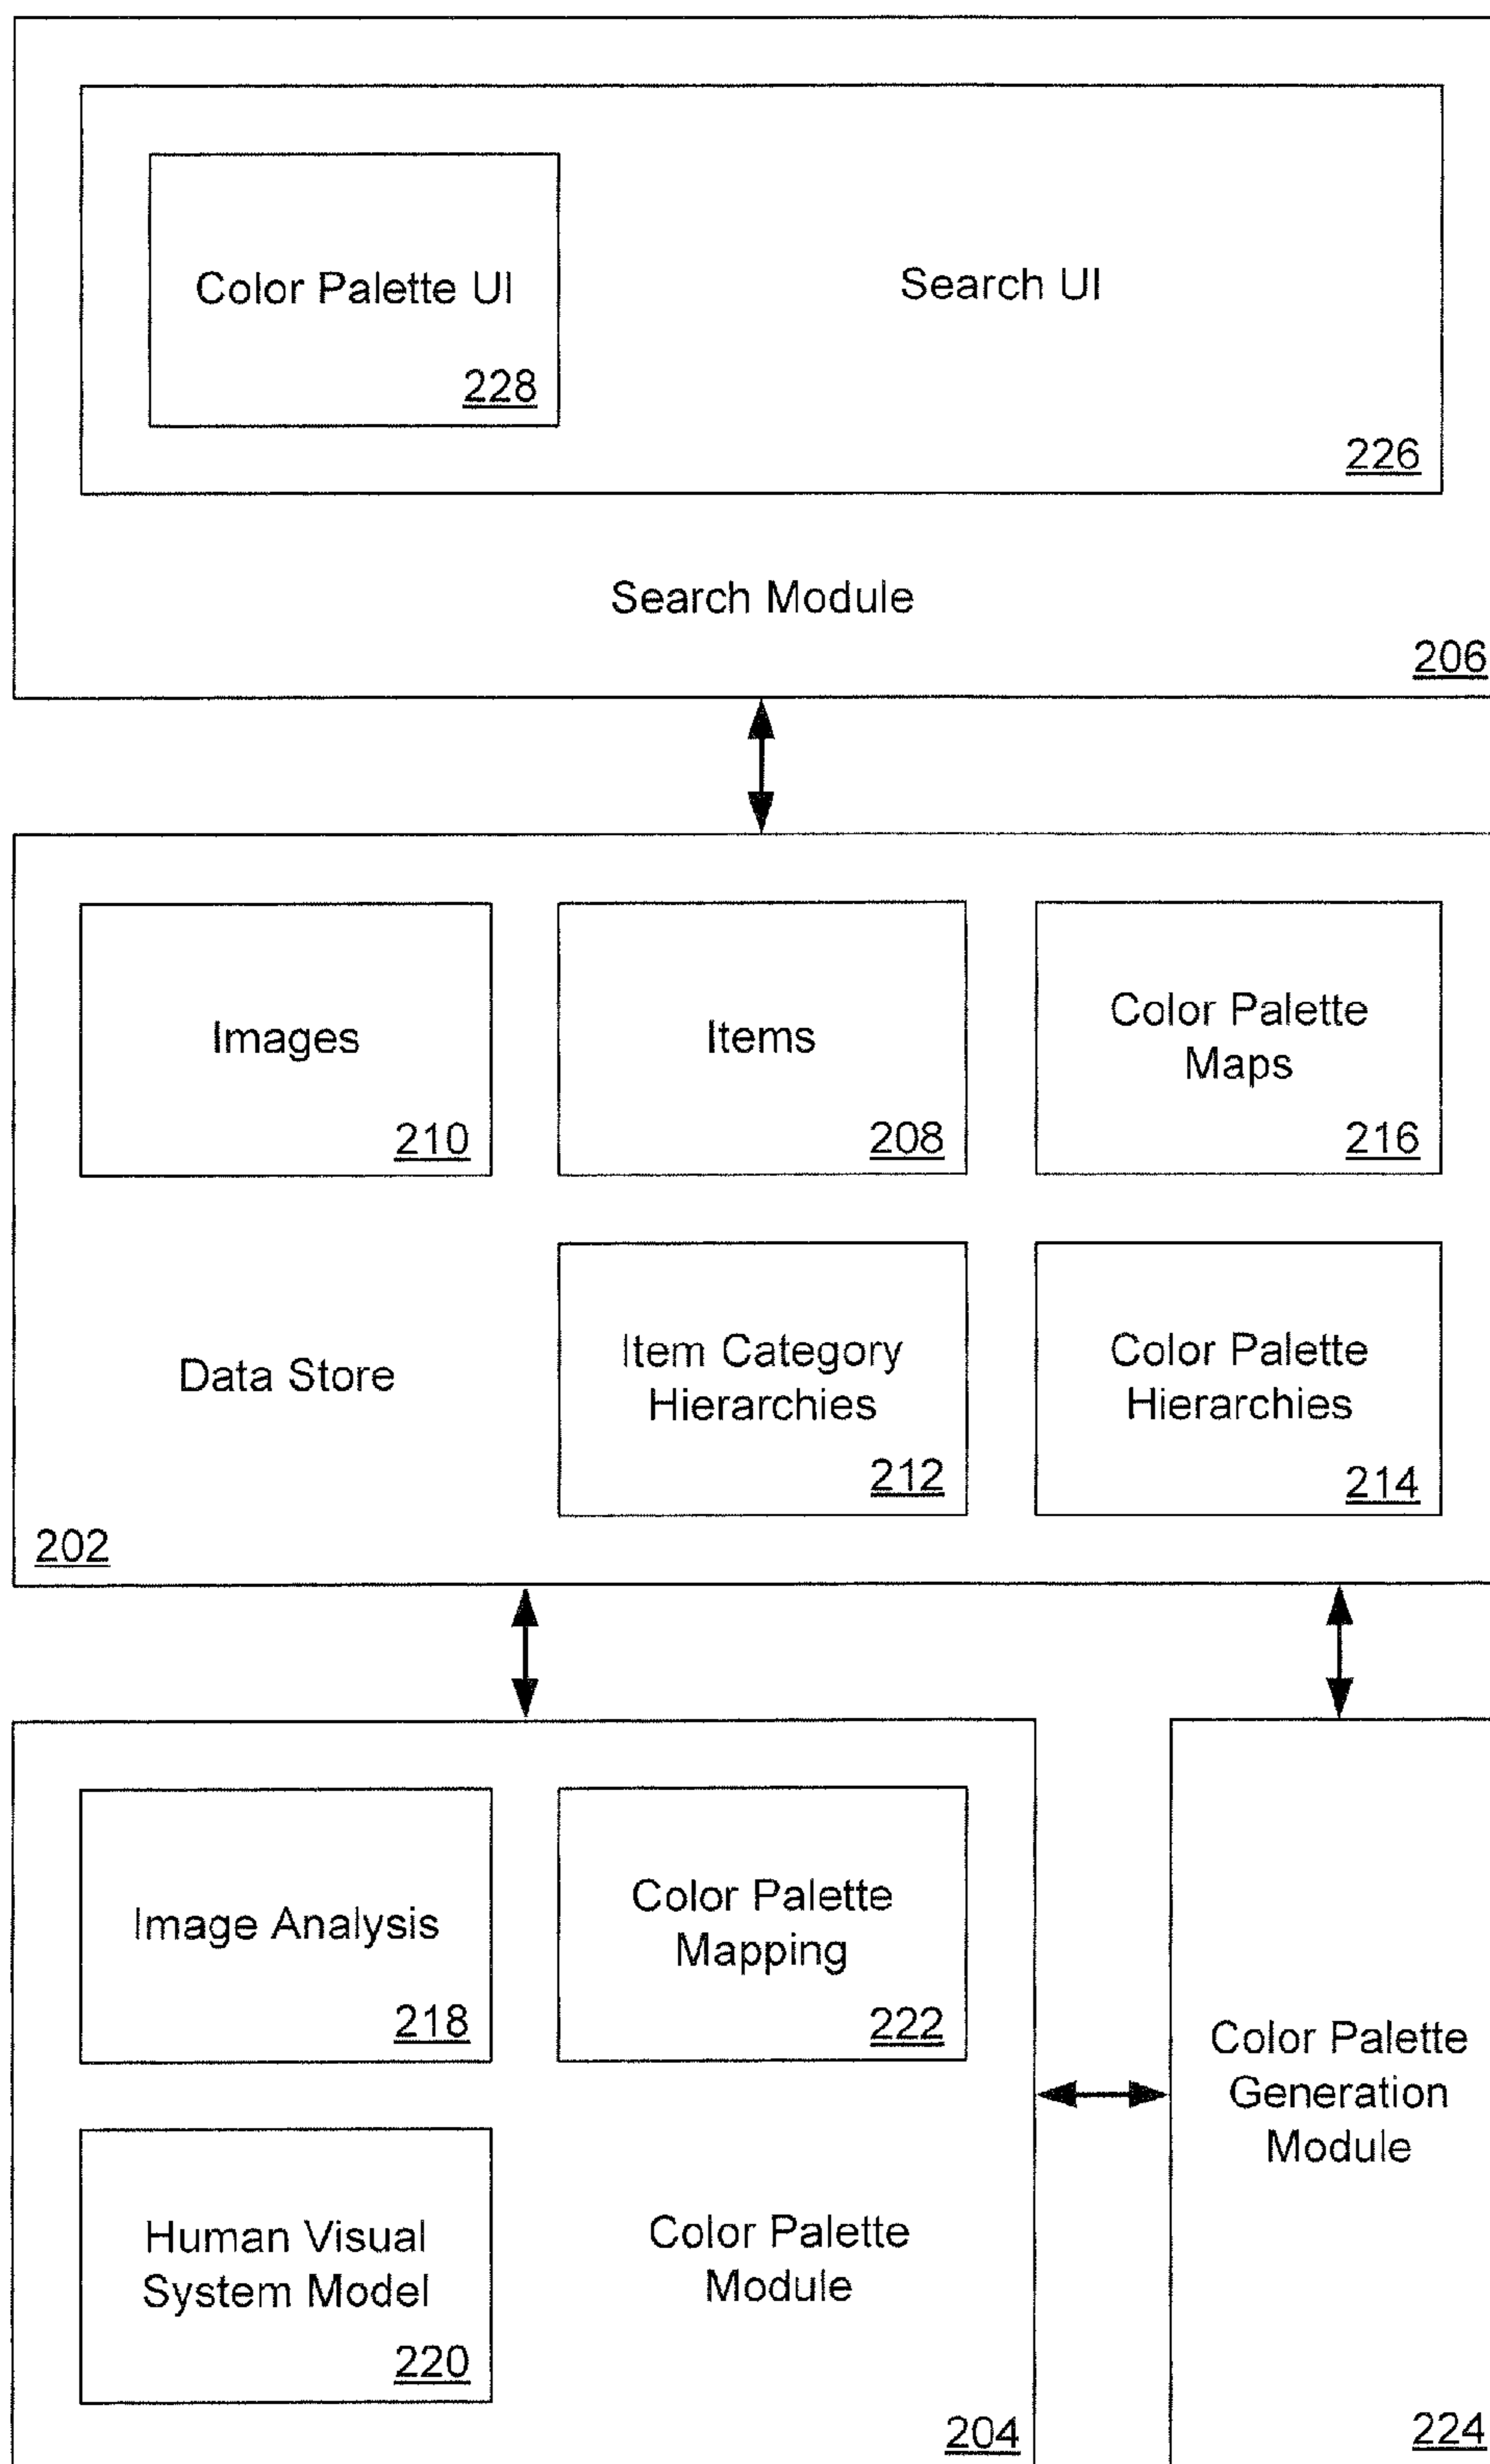 Color Palette UI
228
Search UI
226
Search Module
206
Images
210
Items
208
Color Palette
Maps
216
Data Store
202
Item Category
Hierarchies
212
Color Palette
Hierarchies
214
Image Analysis
218
Color Palette
Mapping
222
Human Visual
System Model
220
Color Palette
Module
204
Color Palette
Generation
Module
224